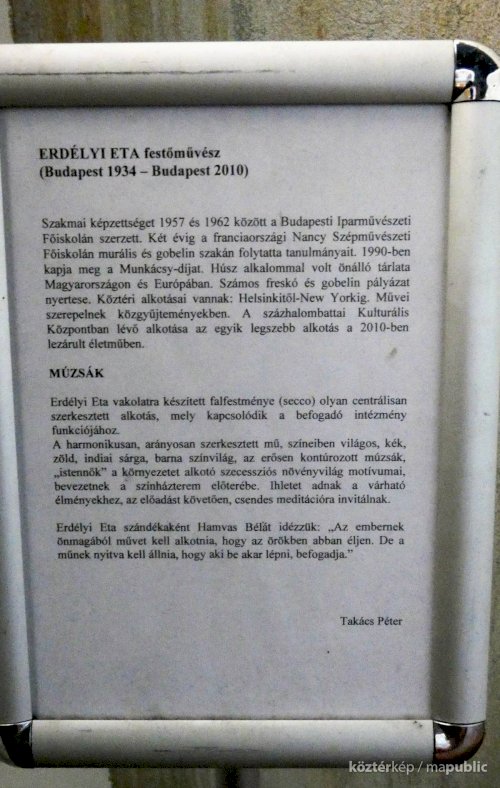 ERDÉLYI ETA festőművész
(Budapest 1934 – Budapest 2010)
Szakmai képzettséget 1957 és 1962 között a Budapesti Iparművészeti
Főiskolán szerzett. Két évig a franciaországi Nancy Szépművészeti
Főiskolán murális és gobelin szakán folytatta tanulmányait. 1990-ben
kapja meg a Munkácsy-díjat. Húsz alkalommal volt önálló tárlata
Magyarországon és Európában. Számos freskó és gobelin pályázat
nyertese. Köztéri alkotásai vannak: Helsinkitől-New Yorkig. Művei
szerepelnek közgyűjteményekben. A százhalombattai Kulturális
Központban lévő alkotása az egyik legszebb alkotás a 2010-ben
lezárult életműben.
MÚZSÁK
Erdélyi Eta vakolatra készített falfestménye (secco) olyan centrálisan
szerkesztett alkotás, mely kapcsolódik a befogadó intézmény
funkciójához.
A harmonikusan, arányosan szerkesztett mű, színeiben világos, kék,
zöld, indiai sárga, barna színvilág, az erősen kontúrozott múzsák,
„istennők” a környezetet alkotó szecessziós növényvilág motívumai,
bevezetnek a színházterem előterébe. Ihletet adnak a várható
élményekhez, az előadást követően, csendes meditációra invitálnak.
Erdélyi Eta szándékaként Hamvas Bélát idézzük: „Az embernek
önmagából művet kell alkotnia, hogy az örökben abban éljen. De a
műnek nyitva kell állnia, hogy aki be akar lépni, befogadja.”
Takács Péter
köztérkép / mapublic